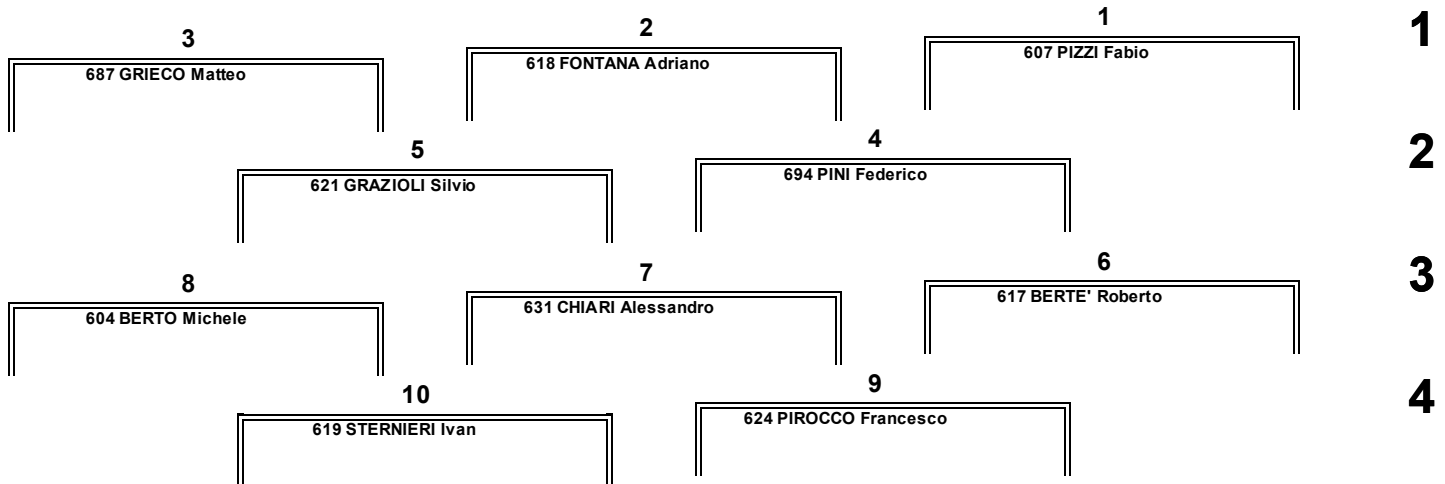 3 2 1 1
687 GRIECO Matteo 618 FONTANA Adriano 607 PIZZI Fabio
5 4 2
621 GRAZIOLI Silvio 694 PINI Federico
8 7 6 3
604 BERTO Michele 631 CHIARI Alessandro 617 BERTE' Roberto
10 9 4
619 STERNIERI Ivan 624 PIROCCO Francesco